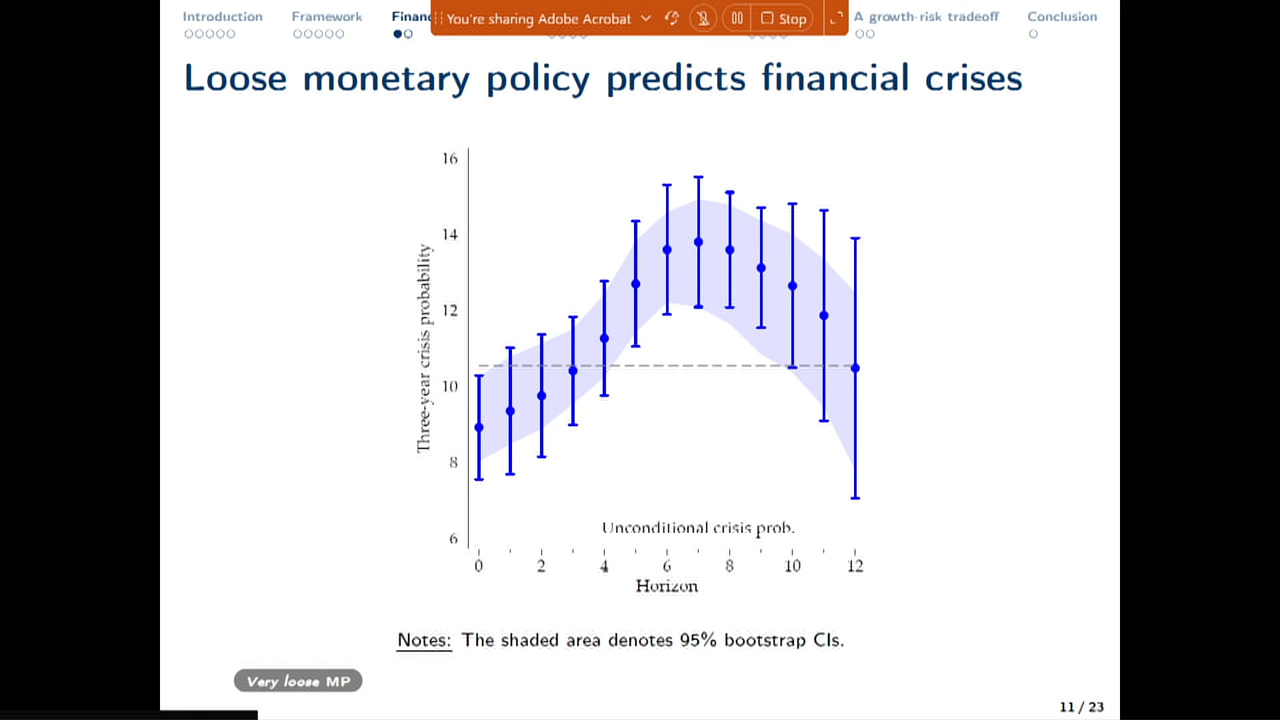 Introduction Framework Financ You're sharing Adobe Acrobat Stop A growth-risk tradeoff Conclusion
Loose monetary policy predicts financial crises
16
14
12
10
8
6
Three-year crisis probability
Unconditional crisis prob.
0 2 4 6 8 10 12
Horizon
Notes: The shaded area denotes 95% bootstrap CIs.
Very loose MP
11 / 23